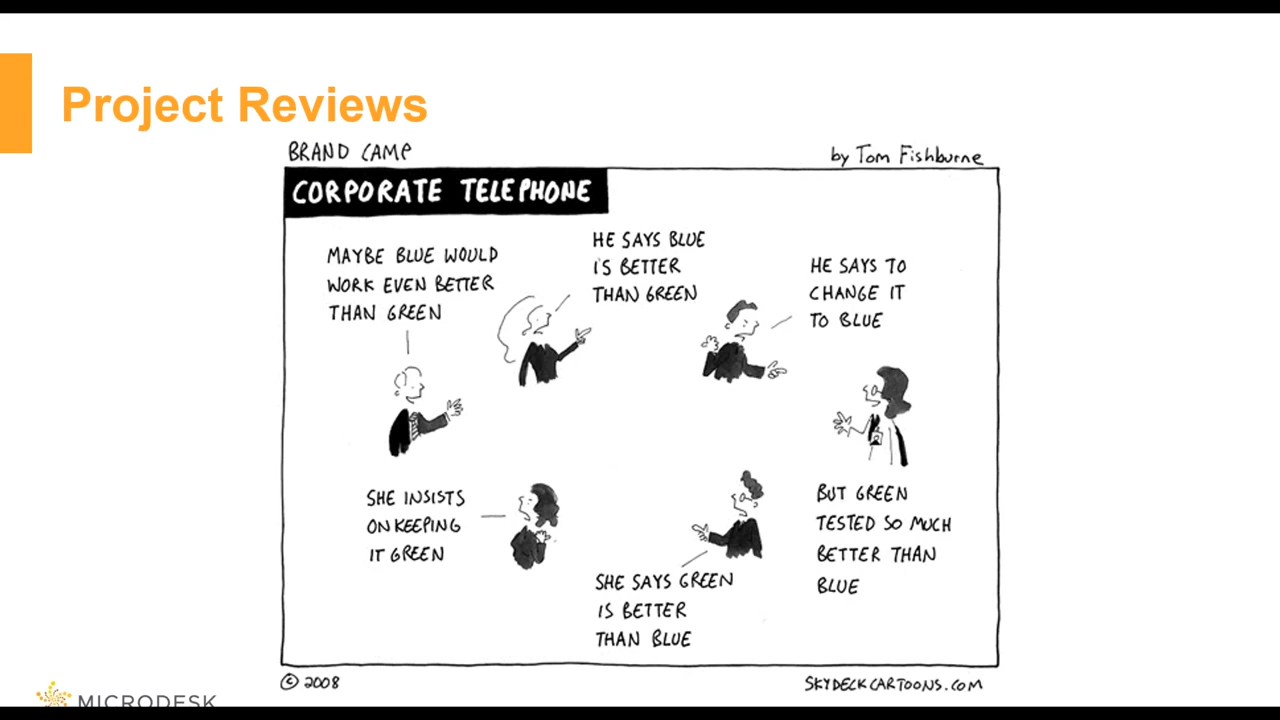 Project Reviews
BRAND CAMP
by Tom Fishburne
CORPORATE TELEPHONE
MAYBE BLUE WOULD
WORK EVEN BETTER
THAN GREEN
HE SAYS BLUE
IS BETTER
THAN GREEN
HE SAYS TO
CHANGE IT
TO BLUE
BUT GREEN
TESTED SO MUCH
BETTER THAN
BLUE
SHE SAYS GREEN
IS BETTER
THAN BLUE
SHE INSISTS
ON KEEPING
IT GREEN
© 2008
SKYDECKCARTOONS.COM
MICRODESK